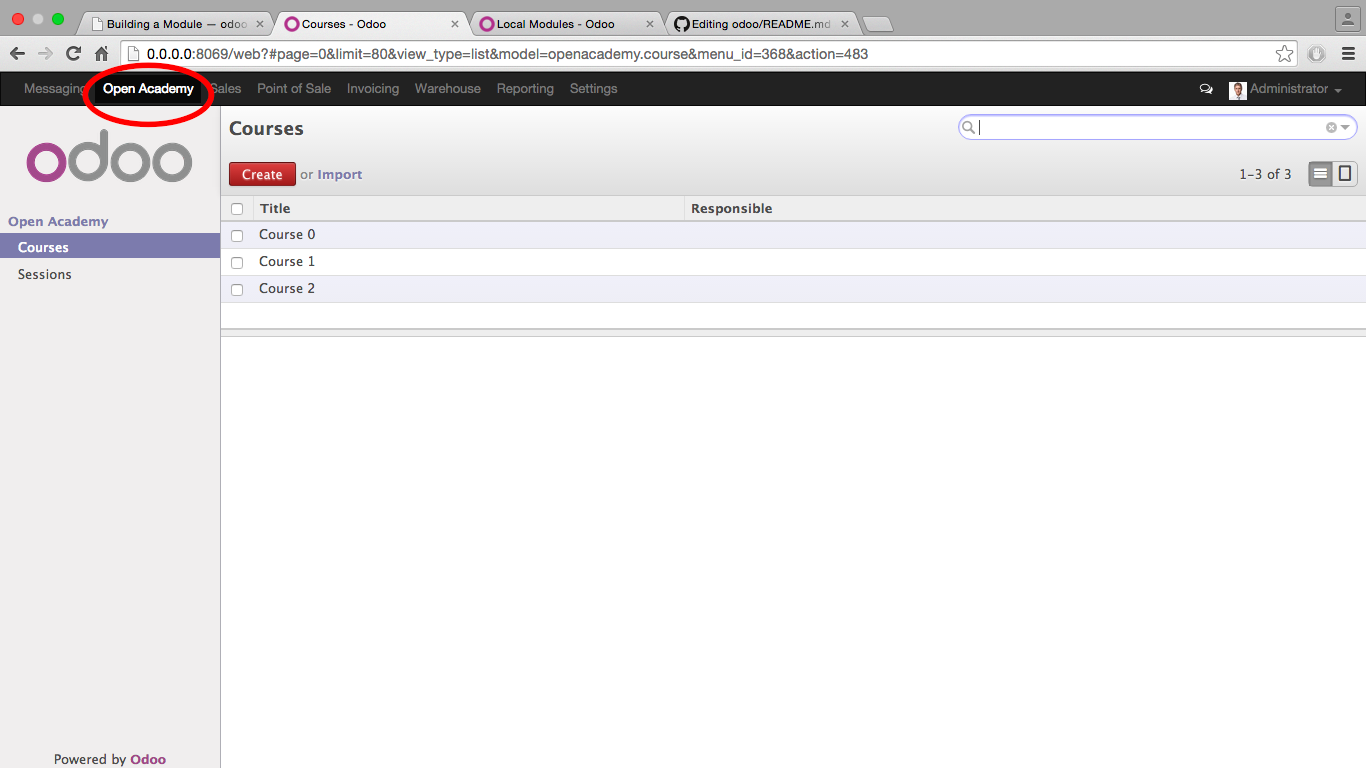 Building a Module — odoo
Courses - Odoo
Local Modules - Odoo
Editing odoo/README.md
0.0.0.0:8069/web?#page=0&limit=80&view_type=list&model=openacademy.course&menu_id=368&action=483
Messaging Open Academy Sales Point of Sale Invoicing Warehouse Reporting Settings Administrator
odoo
Open Academy
Courses
Sessions
Powered by Odoo
Courses
Create or Import
1-3 of 3
Title Responsible
Course 0
Course 1
Course 2